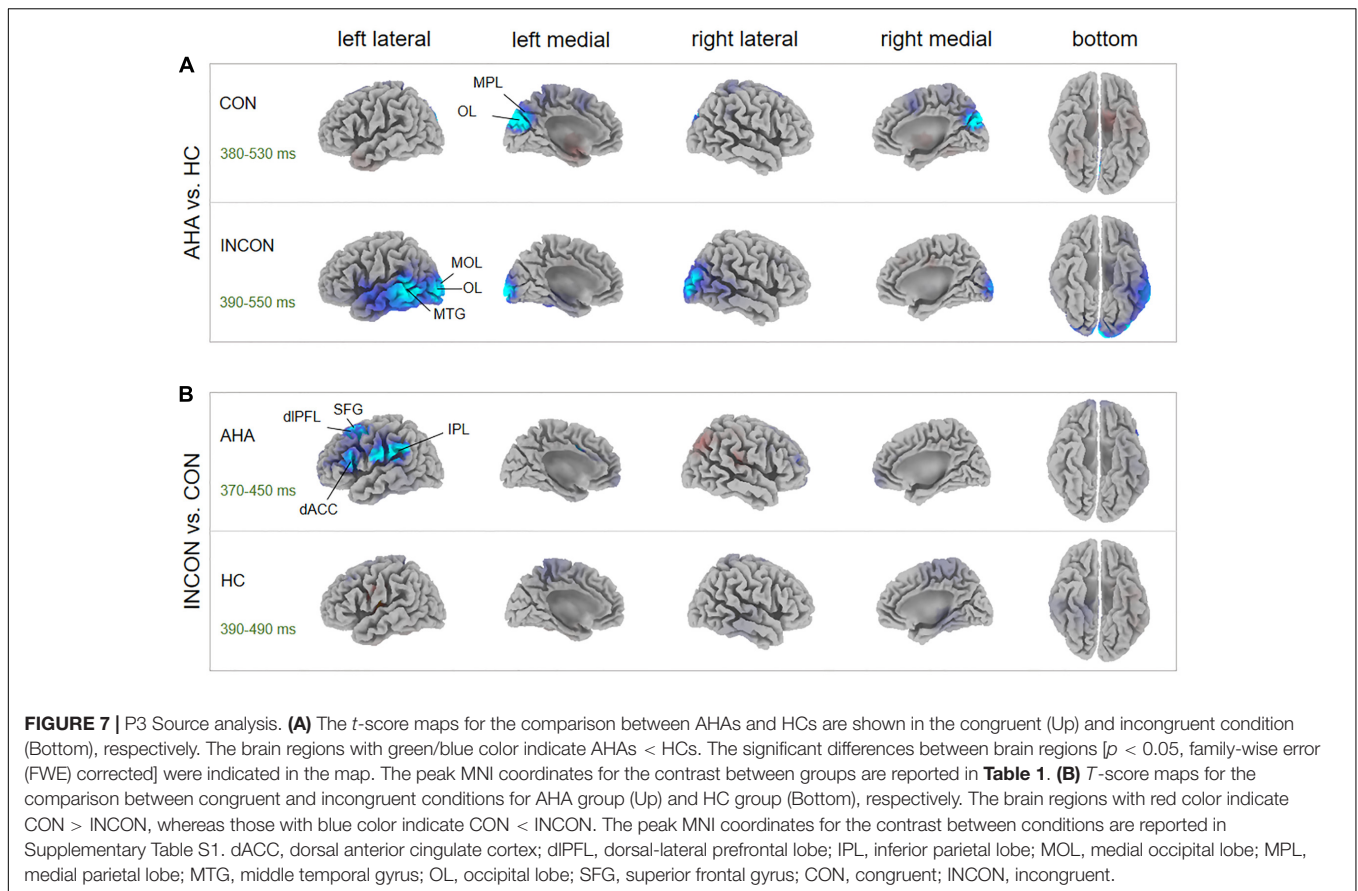 left lateral left medial right lateral right medial bottom
A
AHA vs. HC
CON
380-530 ms
MPL
OL
INCON
390-550 ms
MOL
OL
MTG
B
INCON vs. CON
AHA
370-450 ms
SFG
dlPFL
IPL
dACC
HC
390-490 ms
FIGURE 7 | P3 Source analysis. (A) The t-score maps for the comparison between AHAs and HCs are shown in the congruent (Up) and incongruent condition
(Bottom), respectively. The brain regions with green/blue color indicate AHAs < HCs. The significant differences between brain regions [p < 0.05, family-wise error
(FWE) corrected] were indicated in the map. The peak MNI coordinates for the contrast between groups are reported in Table 1. (B) T-score maps for the
comparison between congruent and incongruent conditions for AHA group (Up) and HC group (Bottom), respectively. The brain regions with red color indicate
CON > INCON, whereas those with blue color indicate CON < INCON. The peak MNI coordinates for the contrast between conditions are reported in
Supplementary Table S1. dACC, dorsal anterior cingulate cortex; dlPFL, dorsal-lateral prefrontal lobe; IPL, inferior parietal lobe; MOL, medial occipital lobe; MPL,
medial parietal lobe; MTG, middle temporal gyrus; OL, occipital lobe; SFG, superior frontal gyrus; CON, congruent; INCON, incongruent.